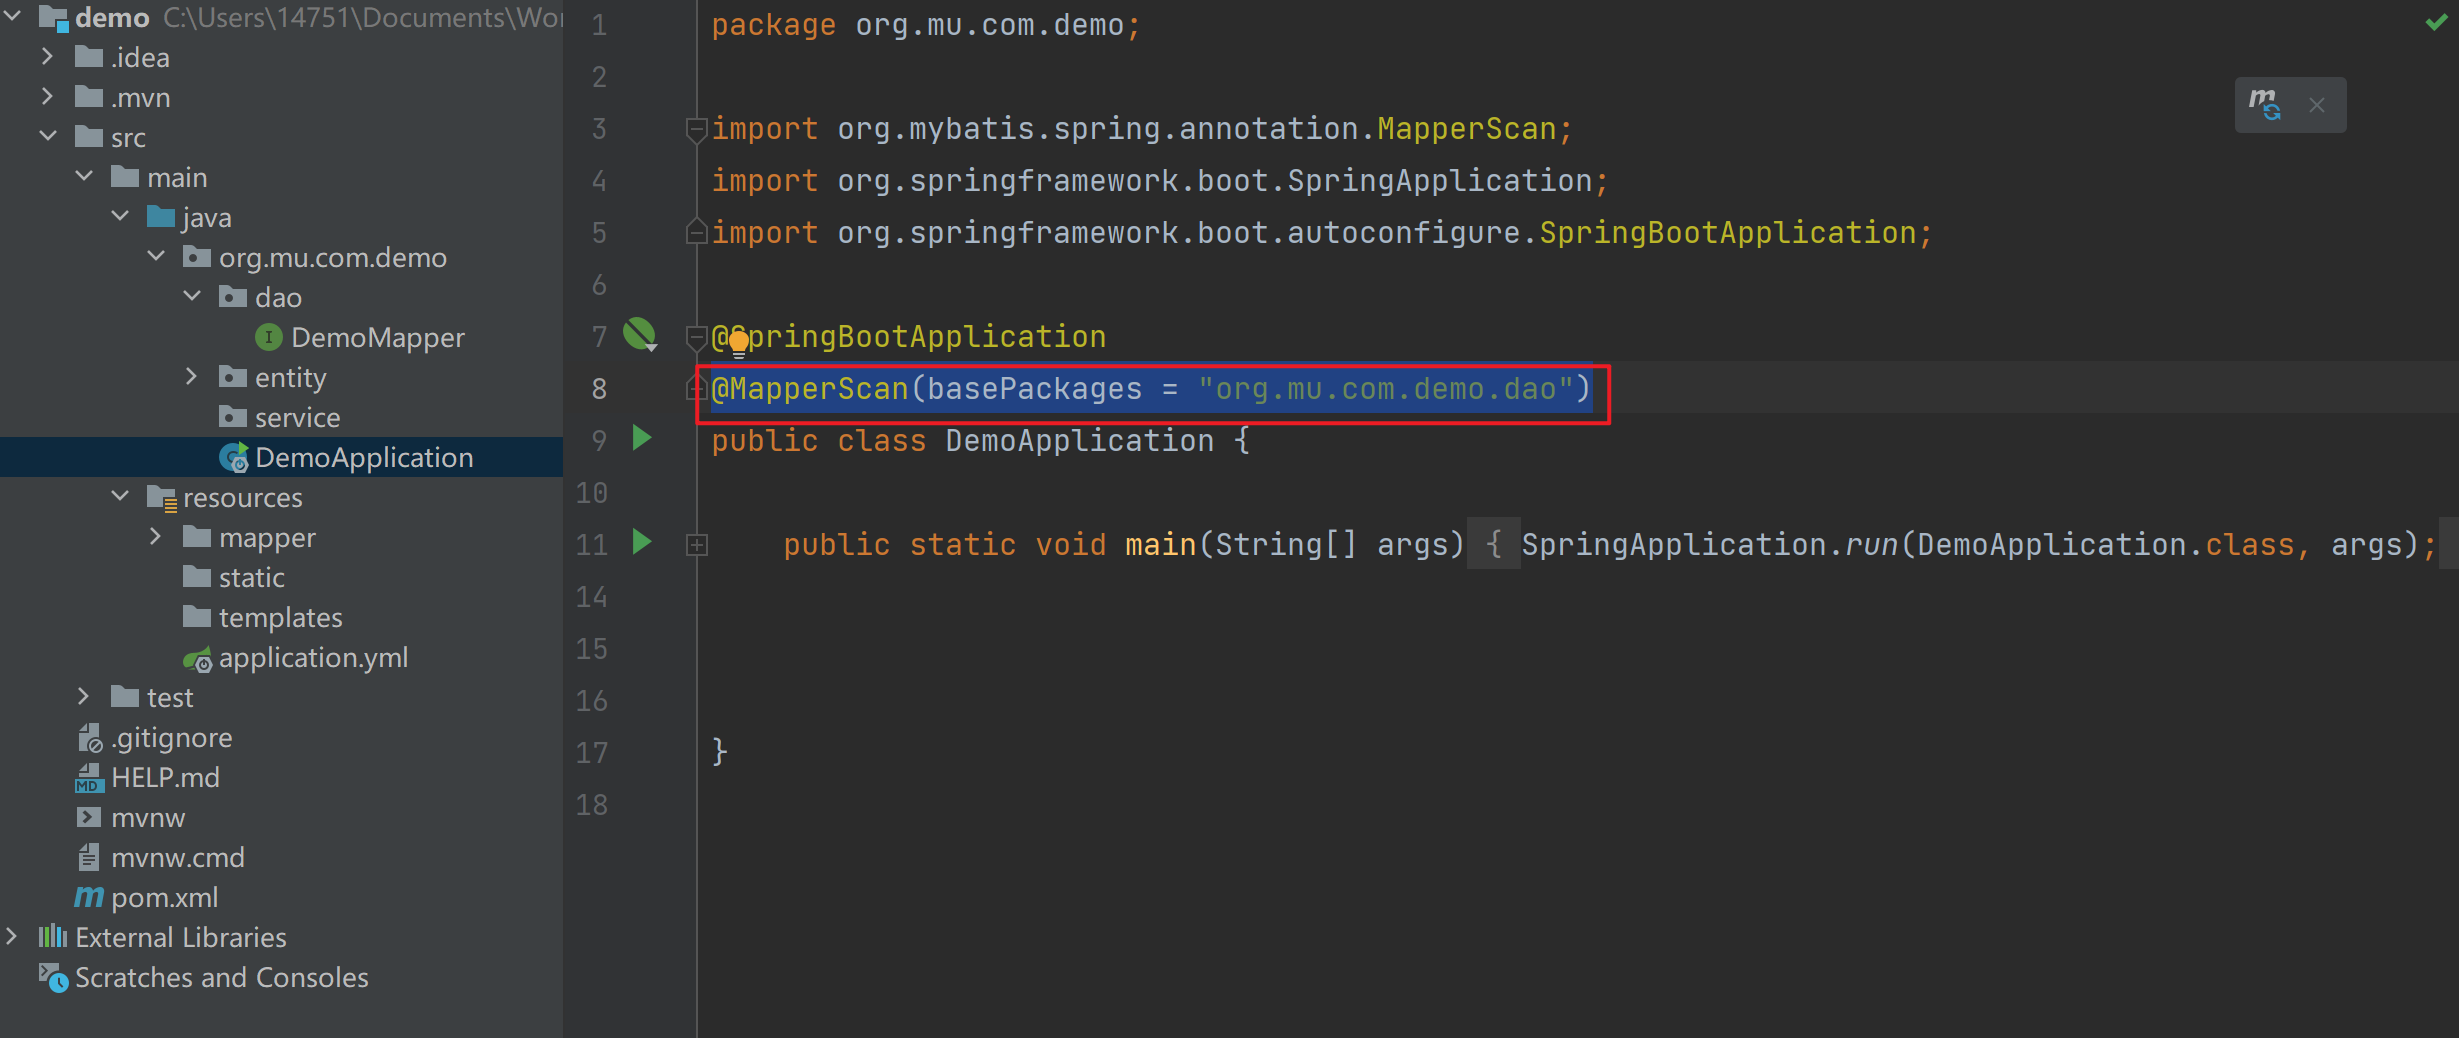 demo C:\Users\14751\Documents\Wor
.idea
.mvn
src
main
java
org.mu.com.demo
dao
I DemoMapper
entity
service
DemoApplication
resources
mapper
static
templates
application.yml
test
.gitignore
MD HELP.md
mvnw
mvnw.cmd
m pom.xml
External Libraries
Scratches and Consoles
1 package org.mu.com.demo;
2
3 import org.mybatis.spring.annotation.MapperScan;
4 import org.springframework.boot.SpringApplication;
5 import org.springframework.boot.autoconfigure.SpringBootApplication;
6
7 @SpringBootApplication
8 @MapperScan(basePackages = "org.mu.com.demo.dao")
9 public class DemoApplication {
10
11 public static void main(String[] args) { SpringApplication.run(DemoApplication.class, args);
14
15
16
17 }
18
m